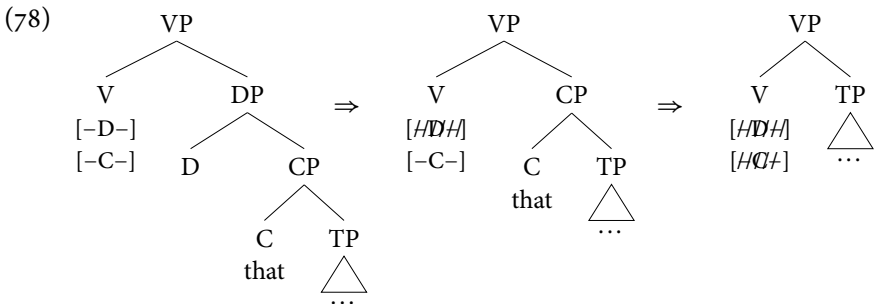 (78) VP VP VP
V DP ⇒ V CP ⇒ V TP
[–D–] [–D–] [–D–]
[–C–] D CP [–C–] C TP [–C–] …
that …
C TP
that
…